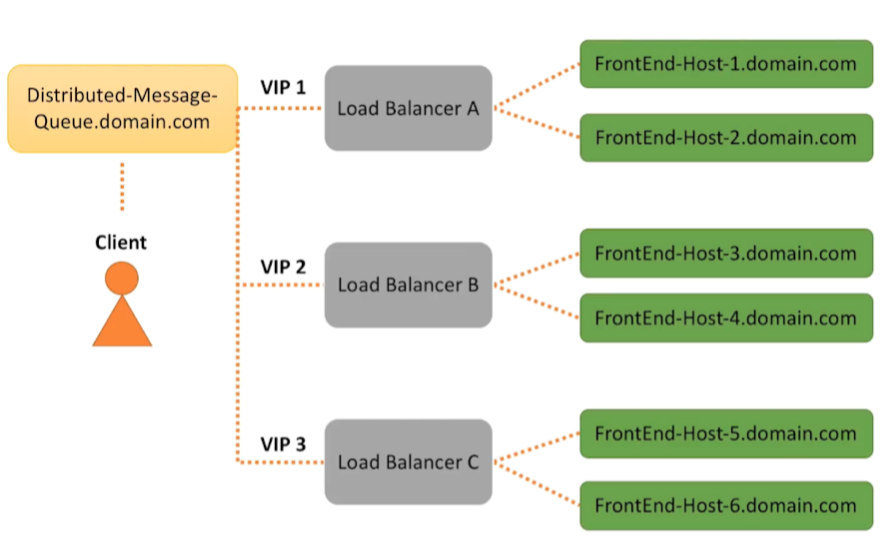 Distributed-Message-
Queue.domain.com
Client
VIP 1
Load Balancer A
FrontEnd-Host-1.domain.com
FrontEnd-Host-2.domain.com
VIP 2
Load Balancer B
FrontEnd-Host-3.domain.com
FrontEnd-Host-4.domain.com
VIP 3
Load Balancer C
FrontEnd-Host-5.domain.com
FrontEnd-Host-6.domain.com